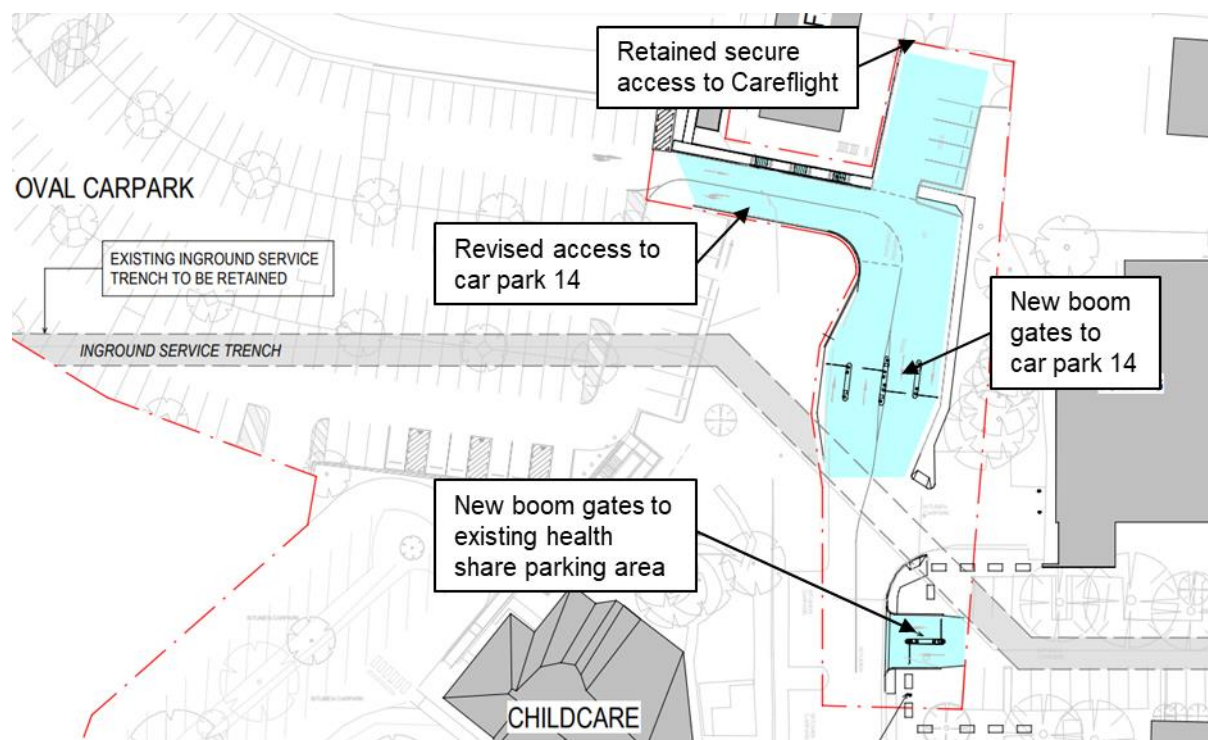 Retained secure
access to Careflight
OVAL CARPARK
Revised access to
car park 14
EXISTING INGROUND SERVICE
TRENCH TO BE RETAINED
New boom
gates to
car park 14
INGROUND SERVICE TRENCH
New boom gates to
existing health
share parking area
CHILDCARE